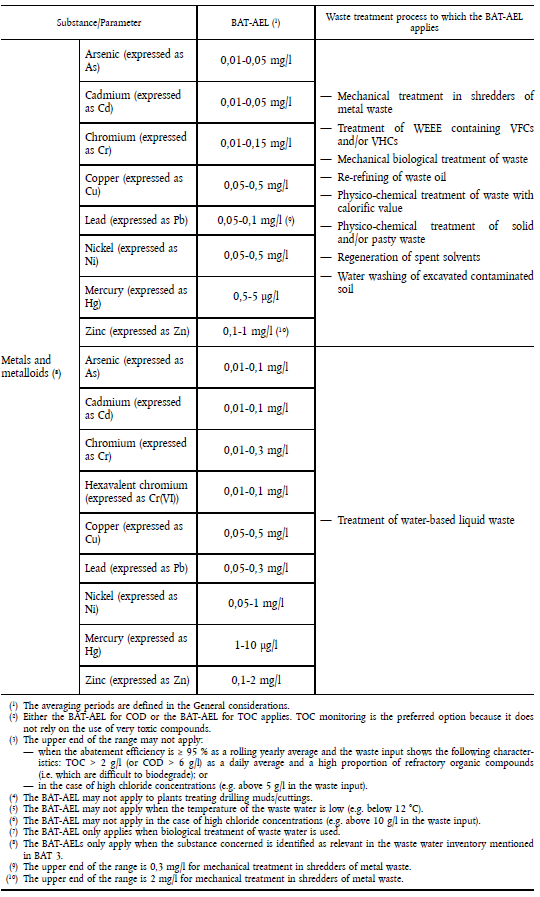 Substance/Parameter
BAT-AEL (¹)
Waste treatment process to which the BAT-AEL
applies
Metals and
metalloids (⁸)
Arsenic (expressed as
As)
0,01-0,05 mg/l
Cadmium (expressed
as Cd)
0,01-0,05 mg/l
Chromium (expressed
as Cr)
0,01-0,15 mg/l
Copper (expressed as
Cu)
0,05-0,5 mg/l
Lead (expressed as Pb)
0,05-0,1 mg/l (⁹)
Nickel (expressed as
Ni)
0,05-0,5 mg/l
Mercury (expressed as
Hg)
0,5-5 μg/l
Zinc (expressed as Zn)
0,1-1 mg/l (¹⁰)
— Mechanical treatment in shredders of
metal waste
— Treatment of WEEE containing VFCs
and/or VHCs
— Mechanical biological treatment of waste
— Re-refining of waste oil
— Physico-chemical treatment of waste with
calorific value
— Physico-chemical treatment of solid
and/or pasty waste
— Regeneration of spent solvents
— Water washing of excavated contaminated
soil
Arsenic (expressed as
As)
0,01-0,1 mg/l
Cadmium (expressed
as Cd)
0,01-0,1 mg/l
Chromium (expressed
as Cr)
0,01-0,3 mg/l
Hexavalent chromium
(expressed as Cr(VI))
0,01-0,1 mg/l
Copper (expressed as
Cu)
0,05-0,5 mg/l
Lead (expressed as Pb)
0,05-0,3 mg/l
Nickel (expressed as
Ni)
0,05-1 mg/l
Mercury (expressed as
Hg)
1-10 μg/l
Zinc (expressed as Zn)
0,1-2 mg/l
— Treatment of water-based liquid waste
(¹) The averaging periods are defined in the General considerations.
(²) Either the BAT-AEL for COD or the BAT-AEL for TOC applies. TOC monitoring is the preferred option because it does
not rely on the use of very toxic compounds.
(³) The upper end of the range may not apply:
— when the abatement efficiency is ≥ 95 % as a rolling yearly average and the waste input shows the following character-
istics: TOC > 2 g/l (or COD > 6 g/l) as a daily average and a high proportion of refractory organic compounds
(i.e. which are difficult to biodegrade); or
— in the case of high chloride concentrations (e.g. above 5 g/l in the waste input).
(⁴) The BAT-AEL may not apply to plants treating drilling muds/cuttings.
(⁵) The BAT-AEL may not apply when the temperature of the waste water is low (e.g. below 12 °C).
(⁶) The BAT-AEL may not apply in the case of high chloride concentrations (e.g. above 10 g/l in the waste input).
(⁷) The BAT-AEL only applies when biological treatment of waste water is used.
(⁸) The BAT-AELs only apply when the substance concerned is identified as relevant in the waste water inventory mentioned
in BAT 3.
(⁹) The upper end of the range is 0,3 mg/l for mechanical treatment in shredders of metal waste.
(¹⁰) The upper end of the range is 2 mg/l for mechanical treatment in shredders of metal waste.